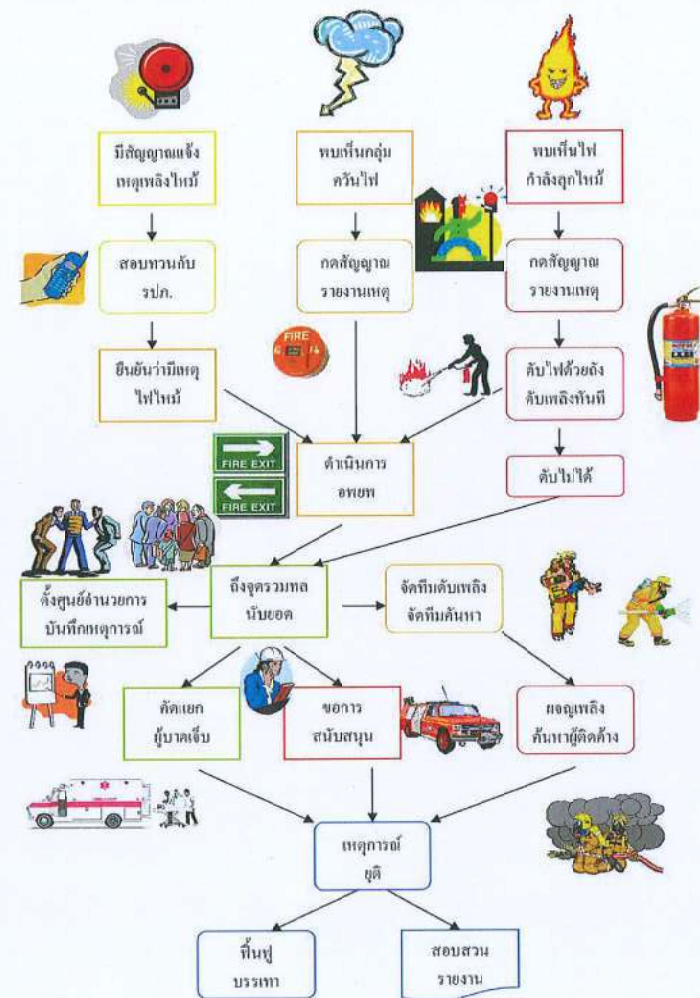 มีสัญญาณแจ้ง
เหตุเพลิงไหม้
พบเห็นกลุ่ม
ควันไฟ
พบเห็นไฟ
กำลังลุกไหม้
สอบทวนกับ
รปภ.
กดสัญญาณ
รายงานเหตุ
กดสัญญาณ
รายงานเหตุ
FIRE
ยืนยันว่ามีเหตุ
ไฟไหม้
ดับไฟด้วยถัง
ดับเพลิงทันที
FIRE EXIT
FIRE EXIT
ดำเนินการ
อพยพ
ดับไม่ได้
ตั้งศูนย์อำนวยการ
บันทึกเหตุการณ์
ถึงจุดรวมพล
นับยอด
จัดทีมดับเพลิง
จัดทีมค้นหา
คัดแยก
ผู้บาดเจ็บ
ขอการ
สนับสนุน
ผจญเพลิง
ค้นหาผู้ติดค้าง
เหตุการณ์
ยุติ
ฟื้นฟู
บรรเทา
สอบสวน
รายงาน